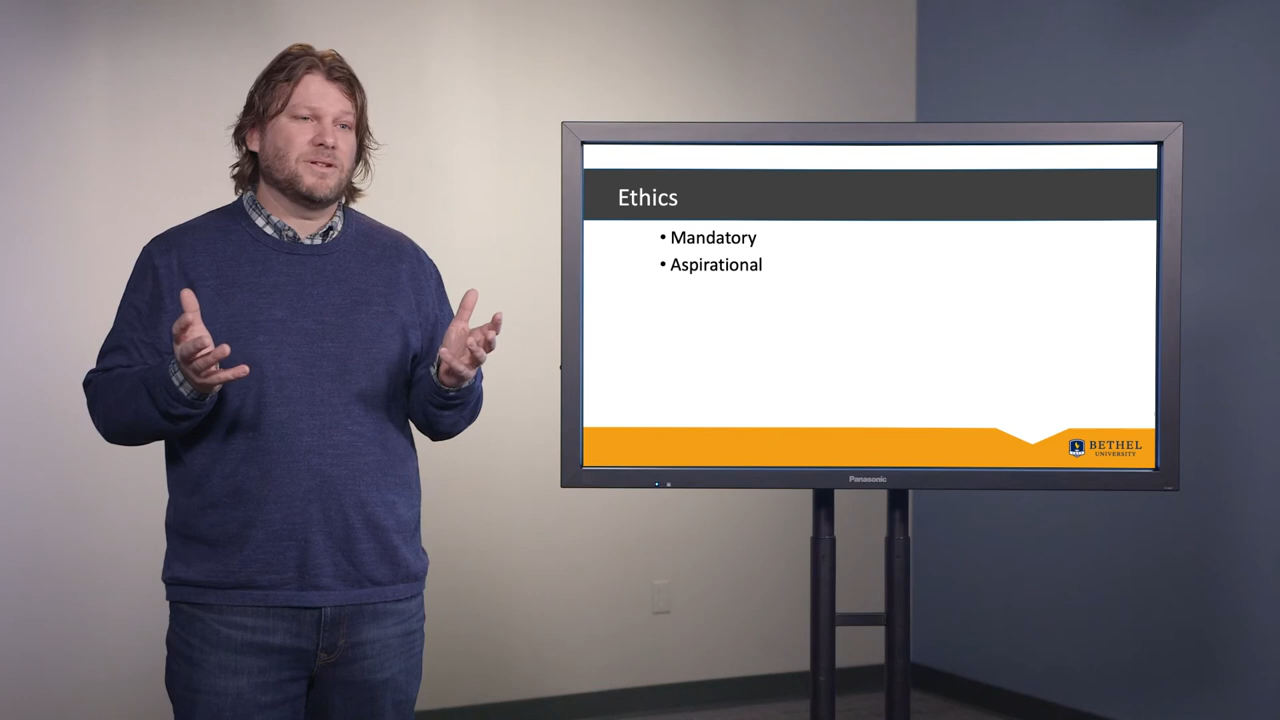 Ethics
• Mandatory
• Aspirational
BETHEL
UNIVERSITY
Panasonic